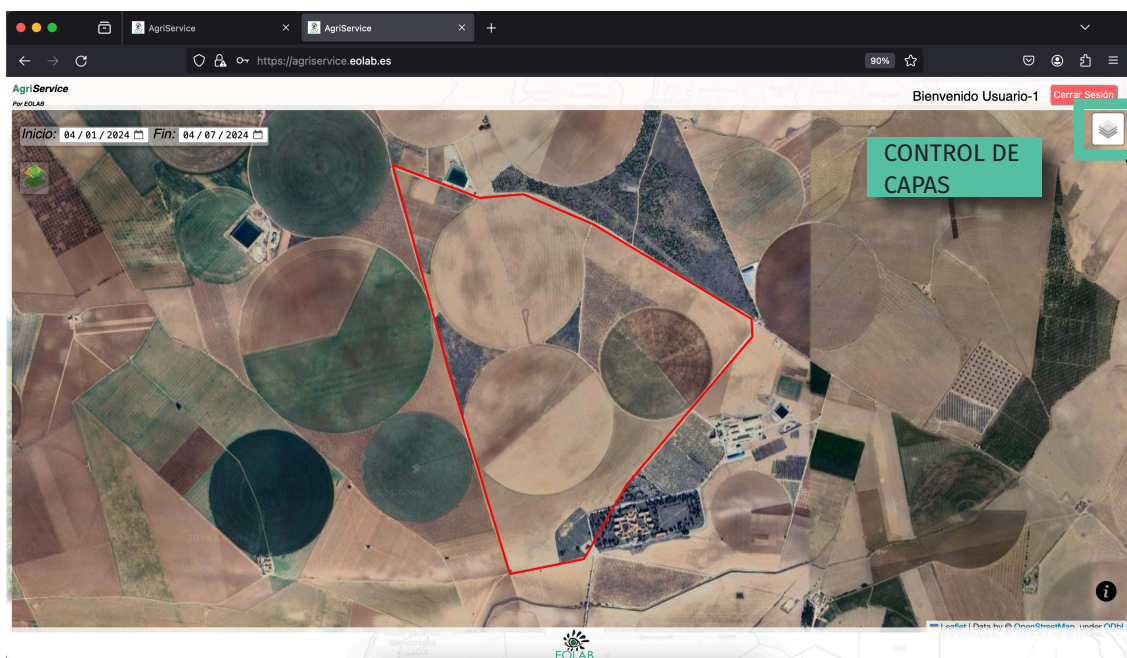 AgriService
AgriService
https://agriservice.eolab.es
90%
AgriService
Por EOLAB
Bienvenido Usuario-1
Cerrar Sesión
Inicio: 04/01/2024 Fin: 04/07/2024
CONTROL DE
CAPAS
i
Leaflet | Data by © OpenStreetMap, under ODbL
EOLAB